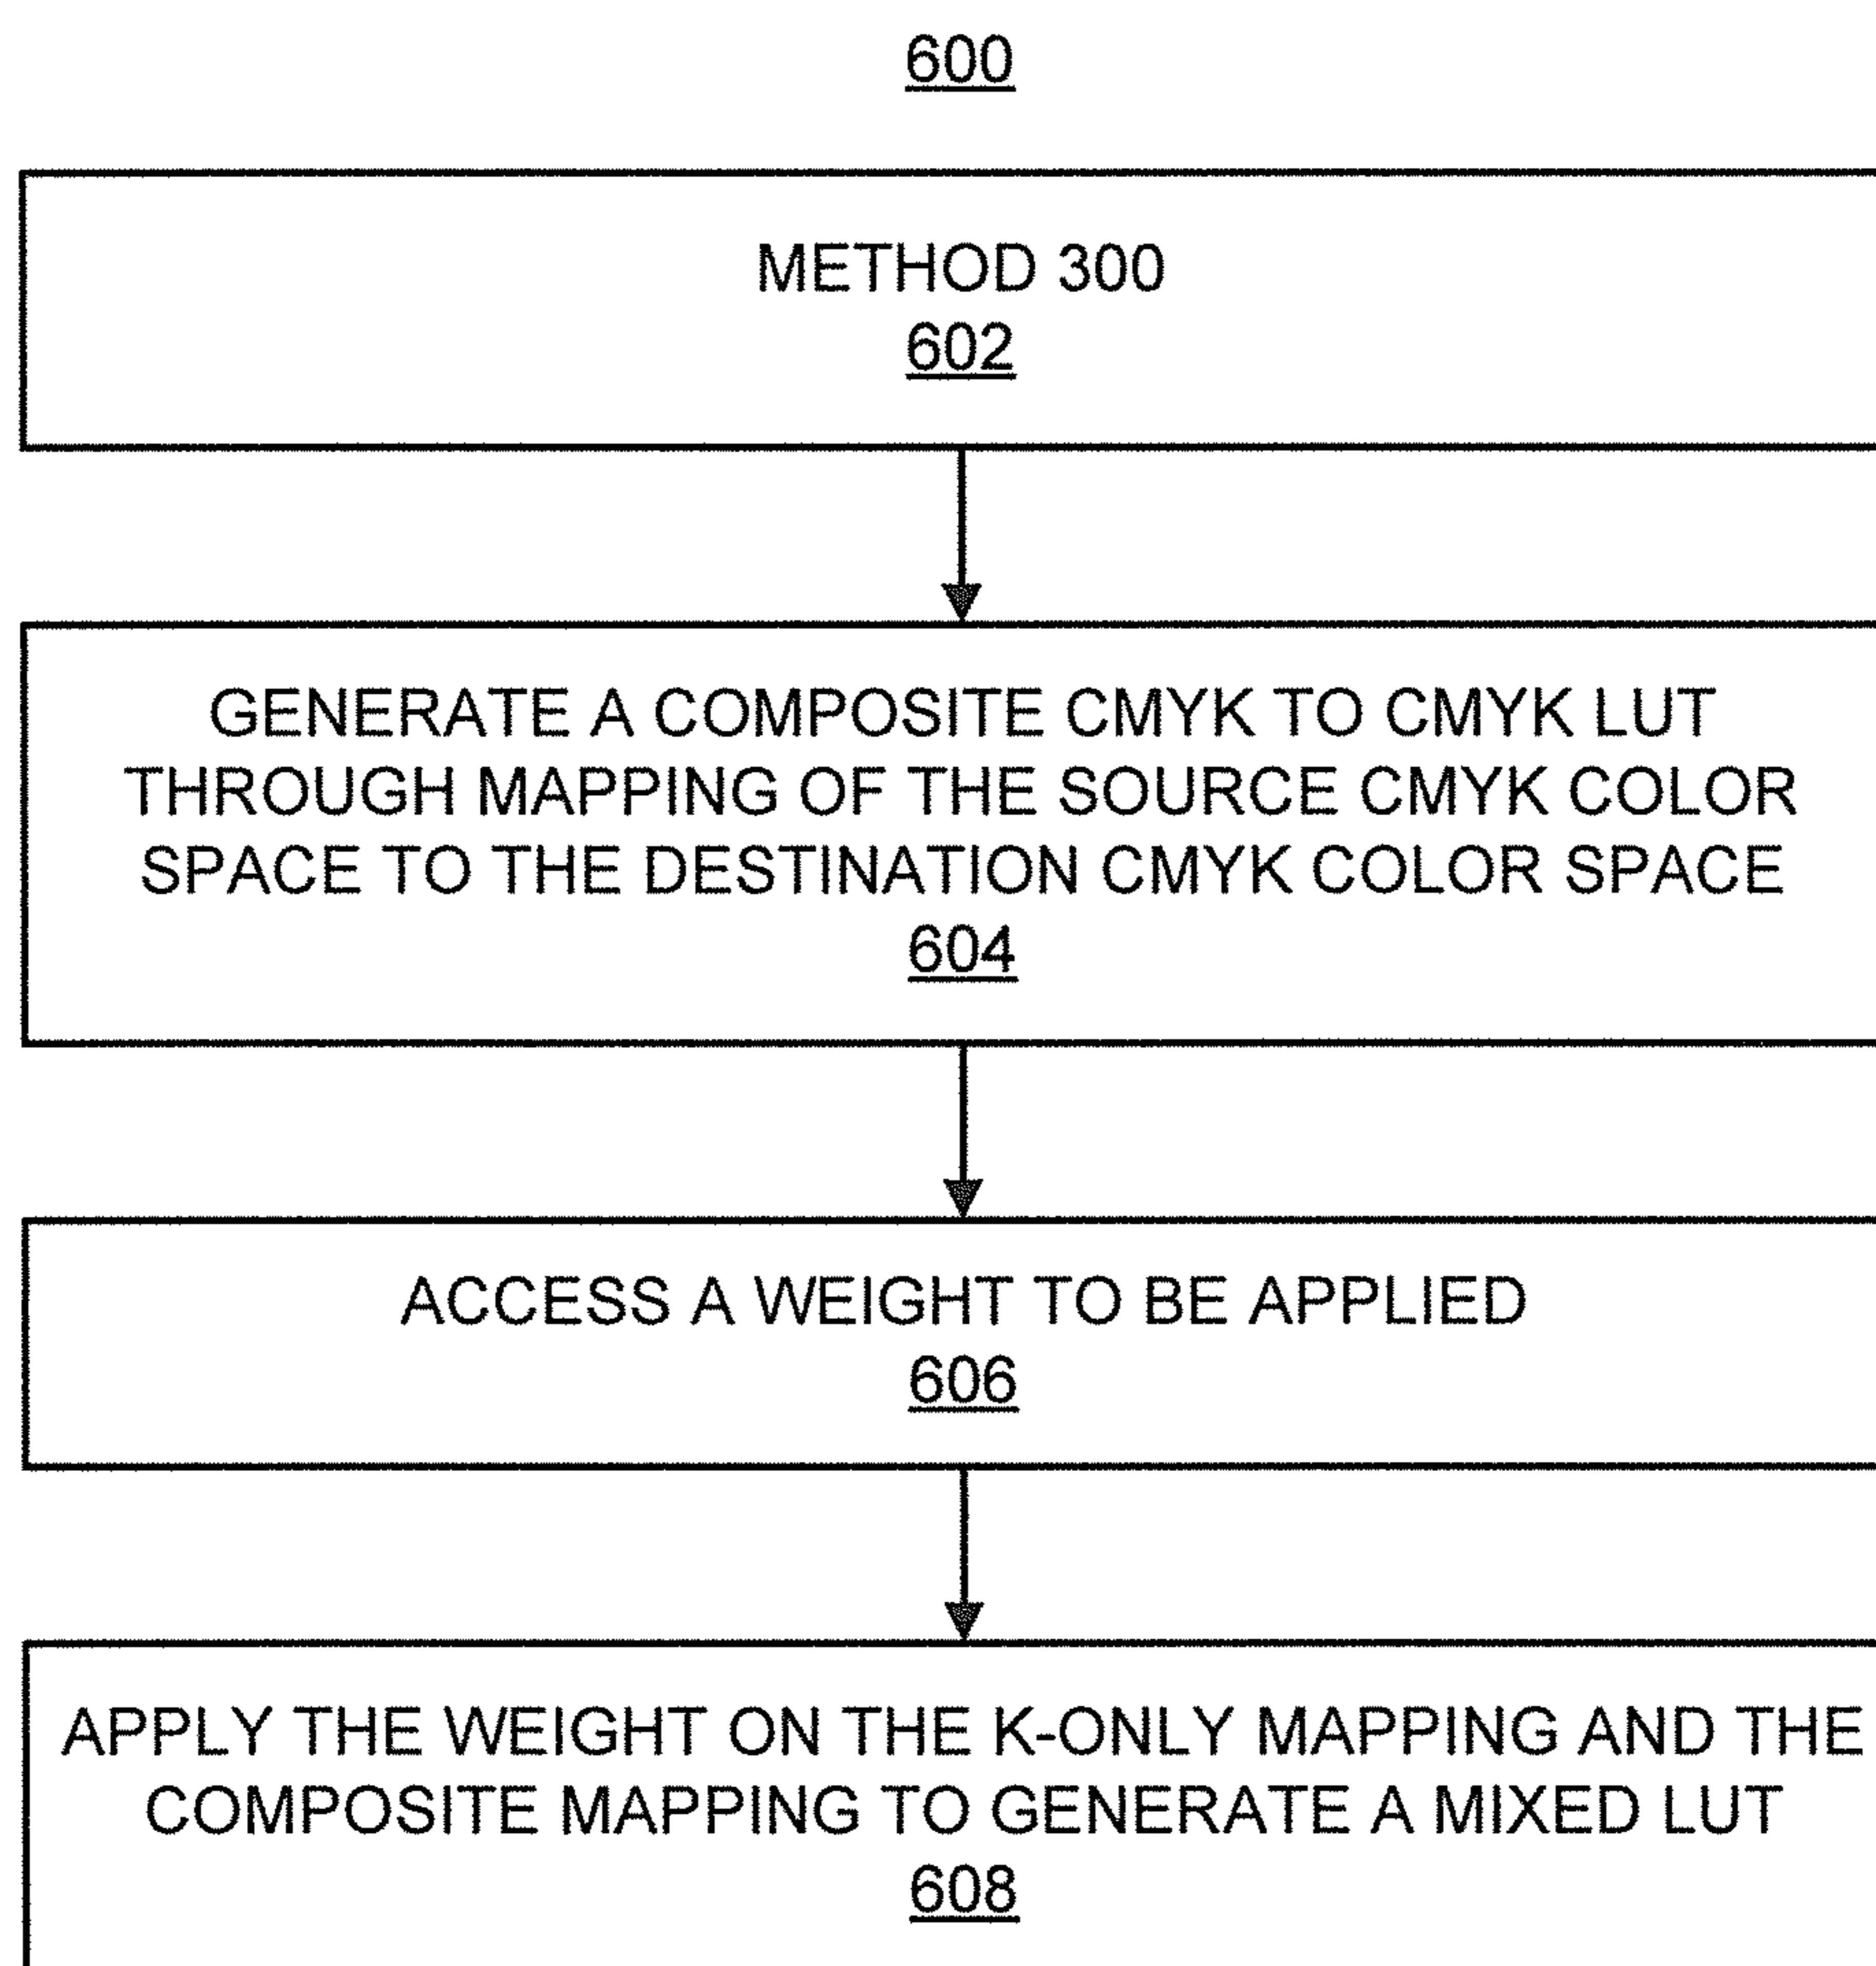 600
METHOD 300
602
GENERATE A COMPOSITE CMYK TO CMYK LUT
THROUGH MAPPING OF THE SOURCE CMYK COLOR
SPACE TO THE DESTINATION CMYK COLOR SPACE
604
ACCESS A WEIGHT TO BE APPLIED
606
APPLY THE WEIGHT ON THE K-ONLY MAPPING AND THE
COMPOSITE MAPPING TO GENERATE A MIXED LUT
608